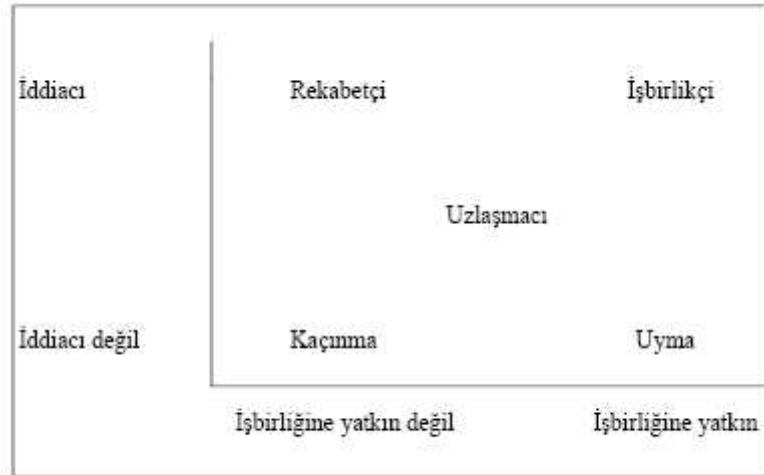 İddiacı Rekabetçi İşbirlikçi
Uzlaşmacı
İddiacı değil Kaçınma Uyma
İşbirliğine yatkın değil İşbirliğine yatkın